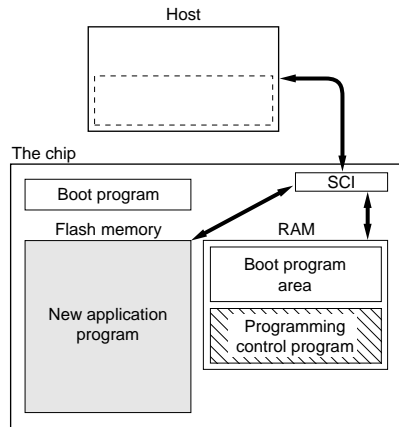 Host
The chip
SCI
Boot program
Flash memory
RAM
Boot program
area
New application
program
Programming
control program